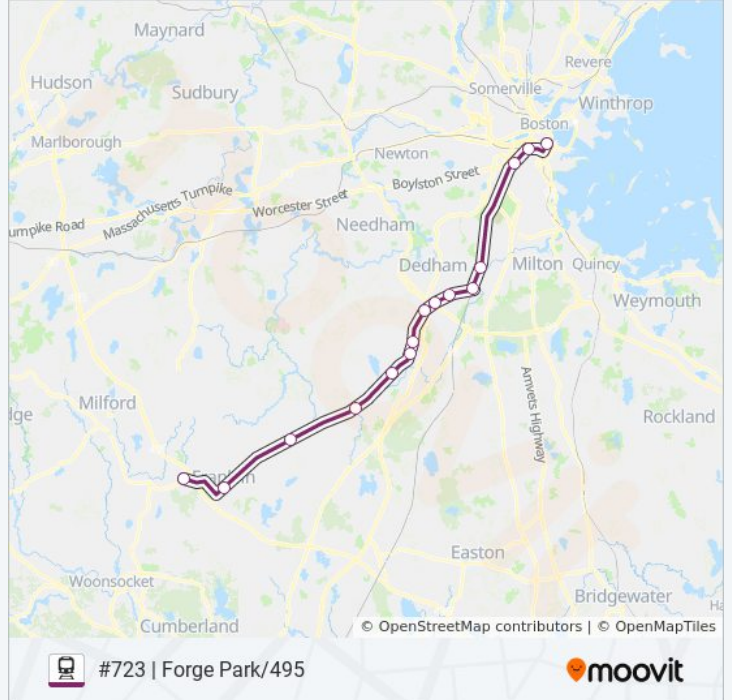 Maynard
Revere
Hudson
Sudbury
Somerville
Winthrop
Boston
Marlborough
Newton
Boylston Street
Massachusetts Turnpike
Worcester Street
umpike Road
Needham
Dedham
Milton
Quincy
Weymouth
Amvets Highway
Milford
dge
Rockland
Franklin
Easton
Woonsocket
Bridgewater
Ha
Cumberland
© OpenStreetMap contributors | © OpenMapTiles
#723 | Forge Park/495
moovit